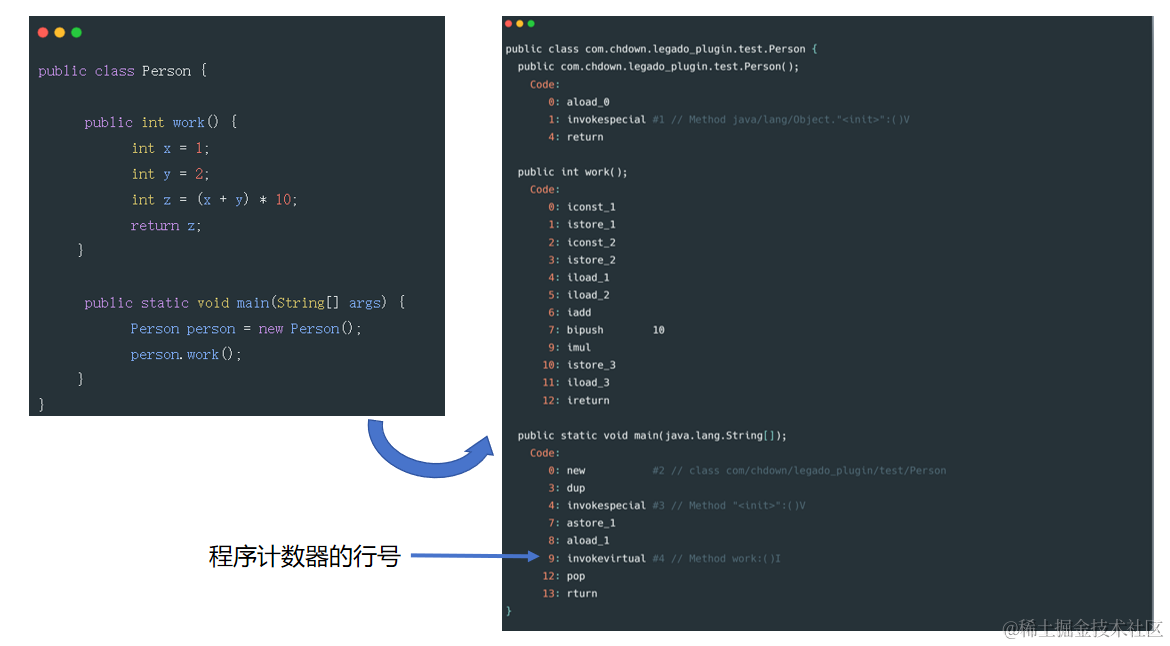 public class Person {
public int work() {
int x = 1;
int y = 2;
int z = (x + y) * 10;
return z;
}
public static void main(String[] args) {
Person person = new Person();
person.work();
}
}
public class com.chdown.legado_plugin.test.Person {
public com.chdown.legado_plugin.test.Person();
Code:
0: aload_0
1: invokespecial #1 // Method java/lang/Object."<init>":()V
4: return
public int work();
Code:
0: iconst_1
1: istore_1
2: iconst_2
3: istore_2
4: iload_1
5: iload_2
6: iadd
7: bipush 10
9: imul
10: istore_3
11: iload_3
12: ireturn
public static void main(java.lang.String[]);
Code:
0: new #2 // class com/chdown/legado_plugin/test/Person
3: dup
4: invokespecial #3 // Method "<init>":()V
7: astore_1
8: aload_1
9: invokevirtual #4 // Method work:()I
12: pop
13: rturn
}
程序计数器的行号
@稀土掘金技术社区